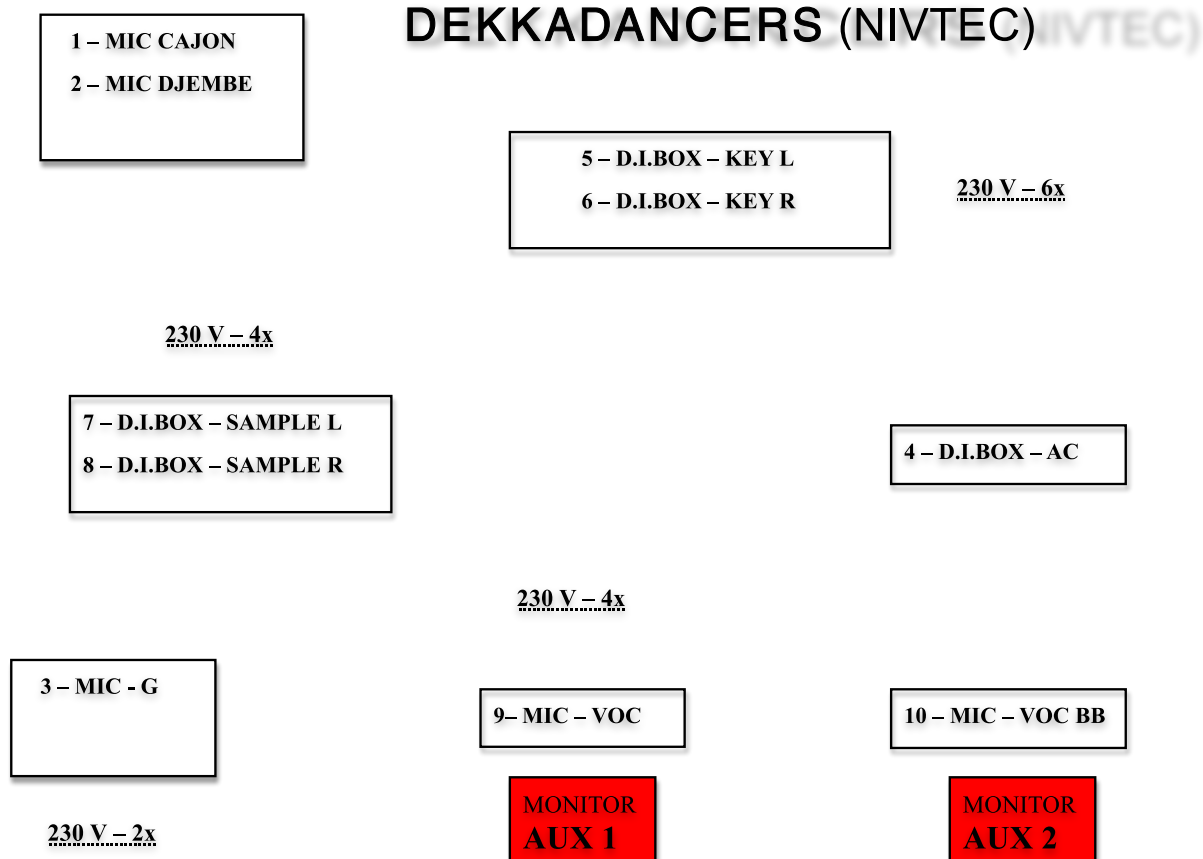 DEKKADANCERS (NIVTEC)
1 – MIC CAJON
2 – MIC DJEMBE
5 – D.I.BOX – KEY L
6 – D.I.BOX – KEY R
230 V – 6x
230 V – 4x
7 – D.I.BOX – SAMPLE L
8 – D.I.BOX – SAMPLE R
4 – D.I.BOX – AC
230 V – 4x
3 – MIC - G
9– MIC – VOC
10 – MIC – VOC BB
MONITOR
AUX 1
MONITOR
AUX 2
230 V – 2x